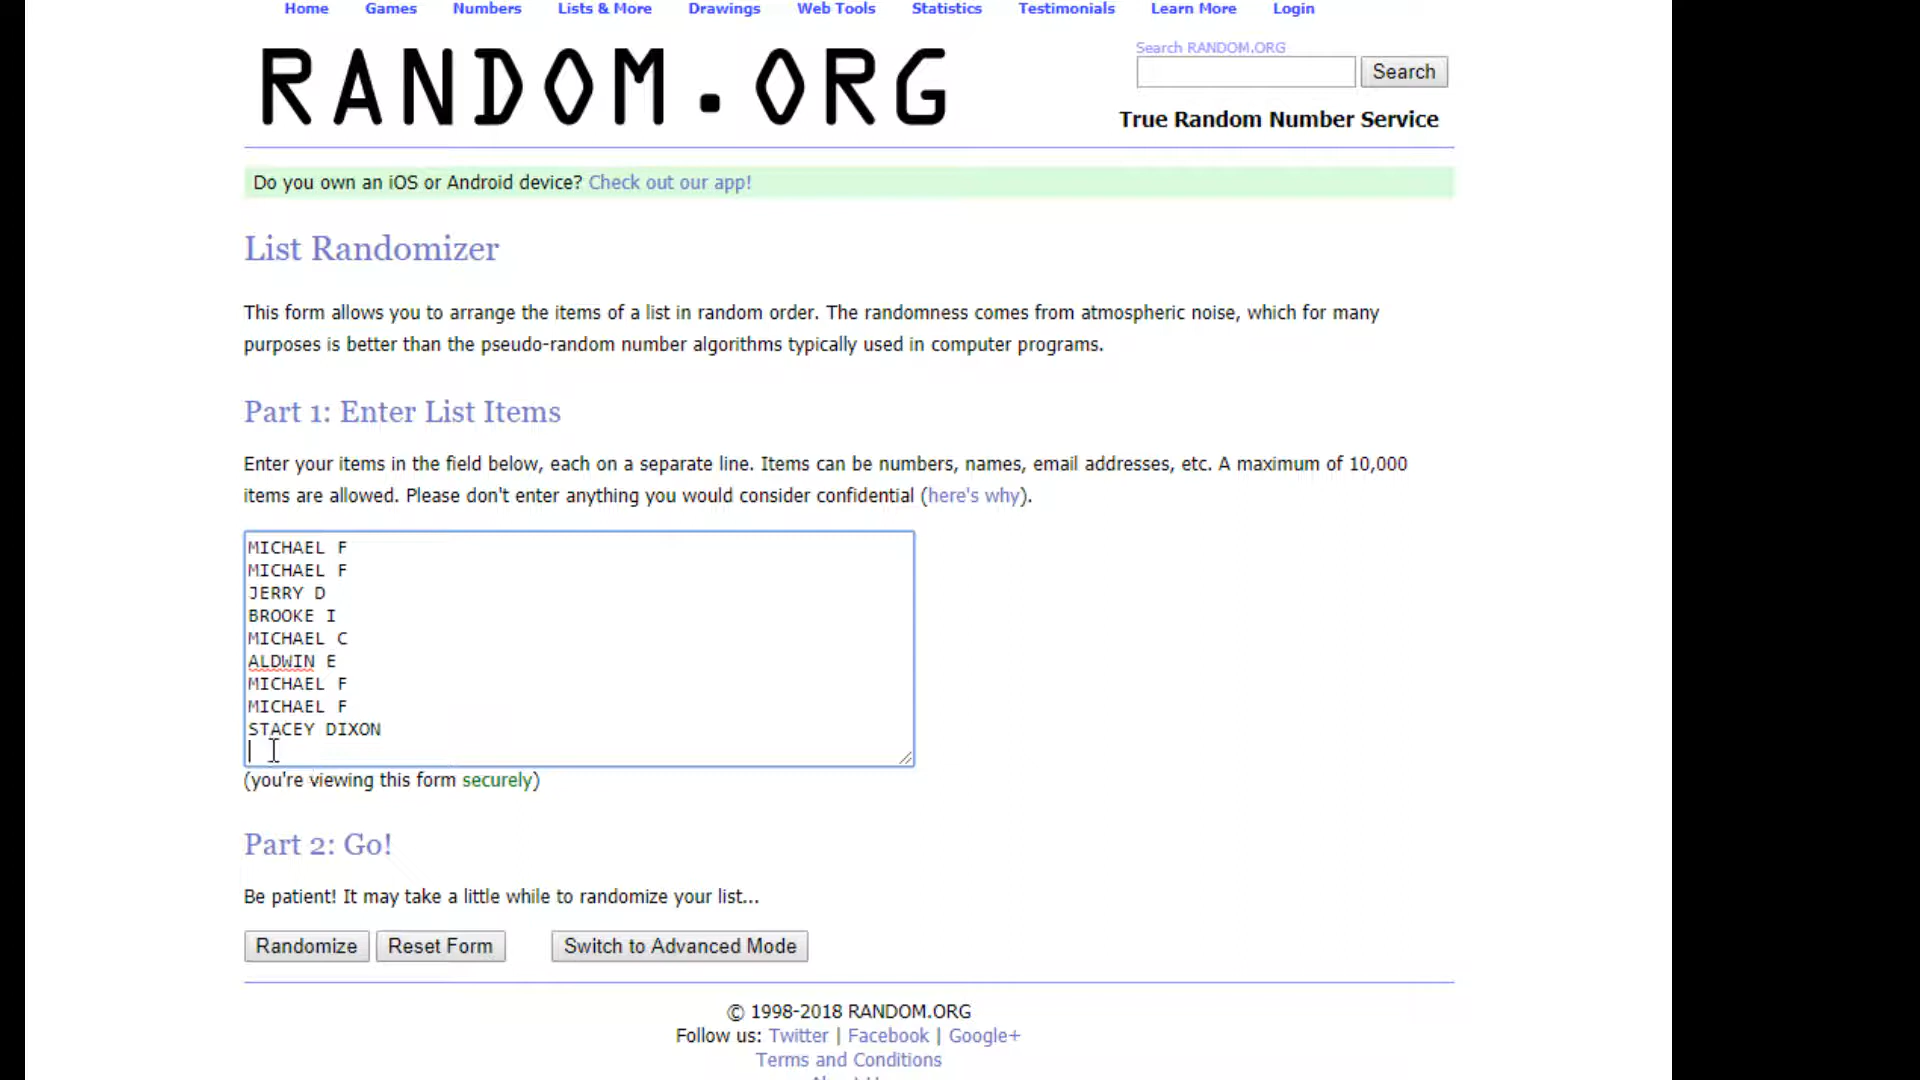 Home Games Numbers Lists & More Drawings Web Tools Statistics Testimonials Learn More Login
RANDOM.ORG
Search RANDOM.ORG
Search
True Random Number Service
Do you own an iOS or Android device? Check out our app!
List Randomizer
This form allows you to arrange the items of a list in random order. The randomness comes from atmospheric noise, which for many
purposes is better than the pseudo-random number algorithms typically used in computer programs.
Part 1: Enter List Items
Enter your items in the field below, each on a separate line. Items can be numbers, names, email addresses, etc. A maximum of 10,000
items are allowed. Please don't enter anything you would consider confidential (here's why).
MICHAEL F
MICHAEL F
JERRY D
BROOKE I
MICHAEL C
ALDWIN E
MICHAEL F
MICHAEL F
STACEY DIXON
(you're viewing this form securely)
Part 2: Go!
Be patient! It may take a little while to randomize your list...
Randomize Reset Form Switch to Advanced Mode
© 1998-2018 RANDOM.ORG
Follow us: Twitter | Facebook | Google+
Terms and Conditions